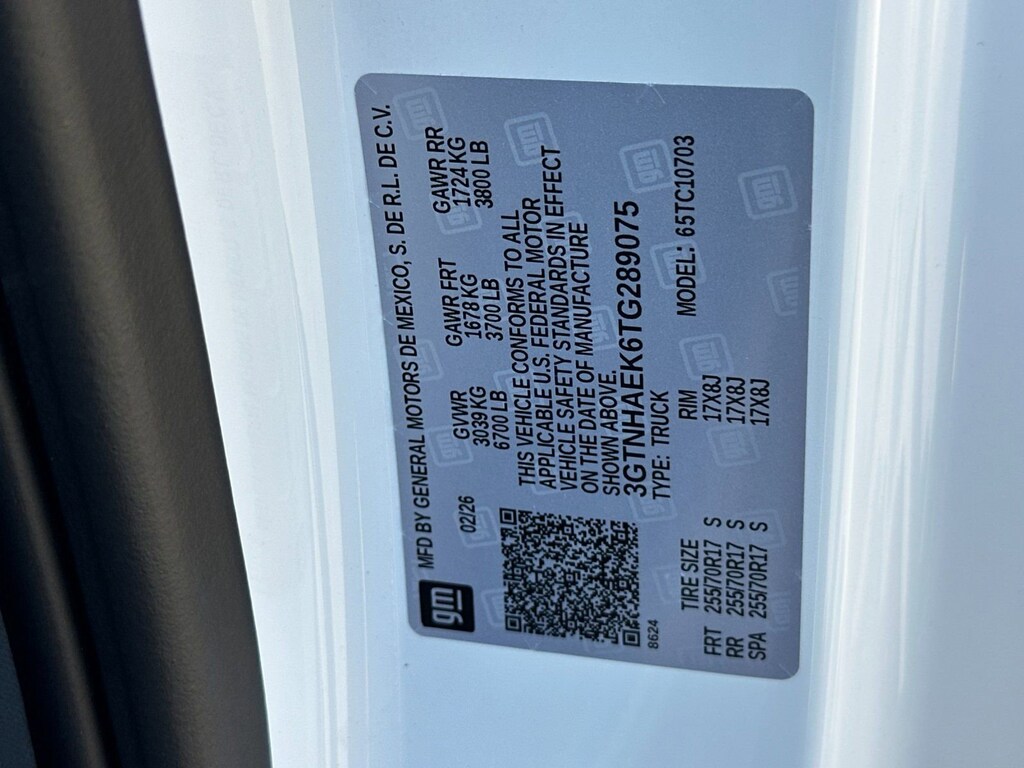 gm
MFD BY GENERAL MOTORS DE MEXICO, S. DE R.L. DE C.V.
02/26 GVWR GAWR FRT GAWR RR
3039 KG 1678 KG 1724 KG
6700 LB 3700 LB 3800 LB
THIS VEHICLE CONFORMS TO ALL
APPLICABLE U.S. FEDERAL MOTOR
VEHICLE SAFETY STANDARDS IN EFFECT
ON THE DATE OF MANUFACTURE
SHOWN ABOVE.
3GTNHAEK6TG289075
8624 TYPE: TRUCK
MODEL: 65TC10703
TIRE SIZE RIM
FRT 255/70R17 S 17X8J
RR 255/70R17 S 17X8J
SPA 255/70R17 S 17X8J